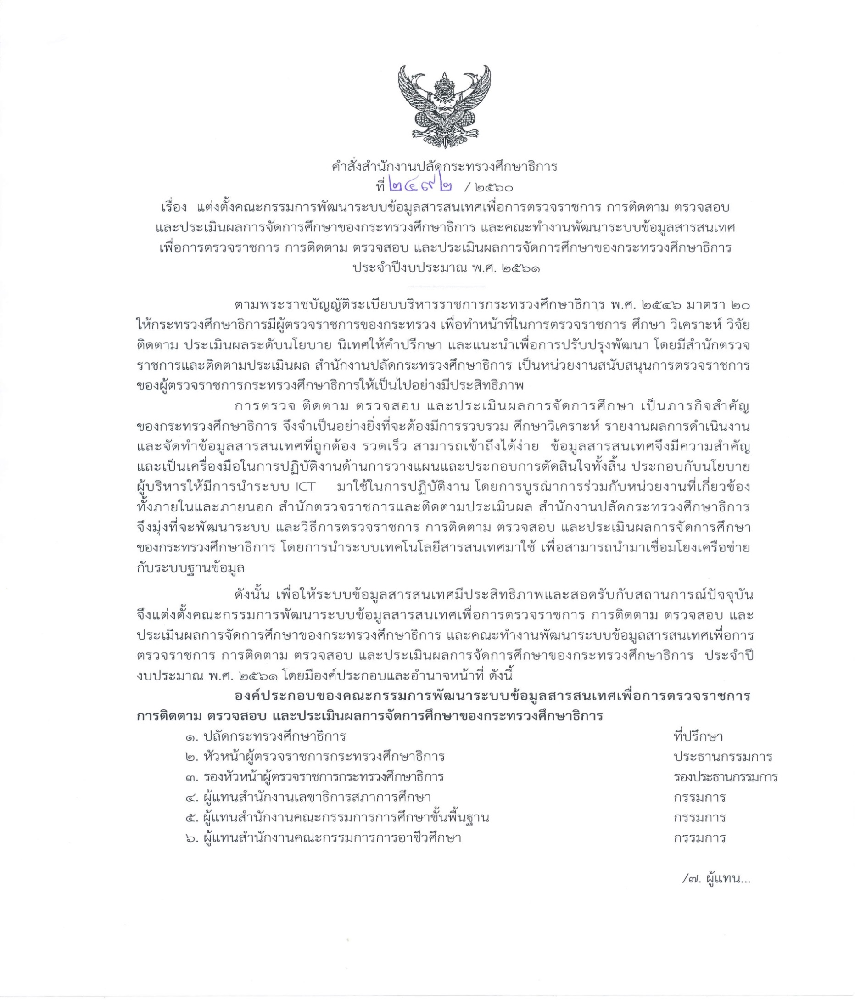 คำสั่งสำนักงานปลัดกระทรวงศึกษาธิการ
ที่ ๒๔๙๒ / ๒๕๖๐
เรื่อง แต่งตั้งคณะกรรมการพัฒนาระบบข้อมูลสารสนเทศเพื่อการตรวจราชการ การติดตาม ตรวจสอบ
และประเมินผลการจัดการศึกษาของกระทรวงศึกษาธิการ และคณะทำงานพัฒนาระบบข้อมูลสารสนเทศ
เพื่อการตรวจราชการ การติดตาม ตรวจสอบ และประเมินผลการจัดการศึกษาของกระทรวงศึกษาธิการ
ประจำปีงบประมาณ พ.ศ. ๒๕๖๑
ตามพระราชบัญญัติระเบียบบริหารราชการกระทรวงศึกษาธิการ พ.ศ. ๒๕๔๖ มาตรา ๒๐
ให้กระทรวงศึกษาธิการมีผู้ตรวจราชการของกระทรวง เพื่อทำหน้าที่ในการตรวจราชการ ศึกษา วิเคราะห์ วิจัย
ติดตาม ประเมินผลระดับนโยบาย นิเทศให้คำปรึกษา และแนะนำเพื่อการปรับปรุงพัฒนา โดยมีสำนักตรวจ
ราชการและติดตามประเมินผล สำนักงานปลัดกระทรวงศึกษาธิการ เป็นหน่วยงานสนับสนุนการตรวจราชการ
ของผู้ตรวจราชการกระทรวงศึกษาธิการให้เป็นไปอย่างมีประสิทธิภาพ
การตรวจ ติดตาม ตรวจสอบ และประเมินผลการจัดการศึกษา เป็นภารกิจสำคัญ
ของกระทรวงศึกษาธิการ จึงจำเป็นอย่างยิ่งที่จะต้องมีการรวบรวม ศึกษาวิเคราะห์ รายงานผลการดำเนินงาน
และจัดทำข้อมูลสารสนเทศที่ถูกต้อง รวดเร็ว สามารถเข้าถึงได้ง่าย ข้อมูลสารสนเทศจึงมีความสำคัญ
และเป็นเครื่องมือในการปฏิบัติงานด้านการวางแผนและประกอบการตัดสินใจทั้งสิ้น ประกอบกับนโยบาย
ผู้บริหารให้มีการนำระบบ ICT มาใช้ในการปฏิบัติงาน โดยการบูรณาการร่วมกับหน่วยงานที่เกี่ยวข้อง
ทั้งภายในและภายนอก สำนักตรวจราชการและติดตามประเมินผล สำนักงานปลัดกระทรวงศึกษาธิการ
จึงมุ่งที่จะพัฒนาระบบ และวิธีการตรวจราชการ การติดตาม ตรวจสอบ และประเมินผลการจัดการศึกษา
ของกระทรวงศึกษาธิการ โดยการนำระบบเทคโนโลยีสารสนเทศมาใช้ เพื่อสามารถนำมาเชื่อมโยงเครือข่าย
กับระบบฐานข้อมูล
ดังนั้น เพื่อให้ระบบข้อมูลสารสนเทศมีประสิทธิภาพและสอดรับกับสถานการณ์ปัจจุบัน
จึงแต่งตั้งคณะกรรมการพัฒนาระบบข้อมูลสารสนเทศเพื่อการตรวจราชการ การติดตาม ตรวจสอบ และ
ประเมินผลการจัดการศึกษาของกระทรวงศึกษาธิการ และคณะทำงานพัฒนาระบบข้อมูลสารสนเทศเพื่อการ
ตรวจราชการ การติดตาม ตรวจสอบ และประเมินผลการจัดการศึกษาของกระทรวงศึกษาธิการ ประจำปี
งบประมาณ พ.ศ. ๒๕๖๑ โดยมีองค์ประกอบและอำนาจหน้าที่ ดังนี้
องค์ประกอบของคณะกรรมการพัฒนาระบบข้อมูลสารสนเทศเพื่อการตรวจราชการ
การติดตาม ตรวจสอบ และประเมินผลการจัดการศึกษาของกระทรวงศึกษาธิการ
๑. ปลัดกระทรวงศึกษาธิการ ที่ปรึกษา
๒. หัวหน้าผู้ตรวจราชการกระทรวงศึกษาธิการ ประธานกรรมการ
๓. รองหัวหน้าผู้ตรวจราชการกระทรวงศึกษาธิการ รองประธานกรรมการ
๔. ผู้แทนสำนักงานเลขาธิการสภาการศึกษา กรรมการ
๕. ผู้แทนสำนักงานคณะกรรมการการศึกษาขั้นพื้นฐาน กรรมการ
๖. ผู้แทนสำนักงานคณะกรรมการการอาชีวศึกษา กรรมการ
/๗. ผู้แทน...